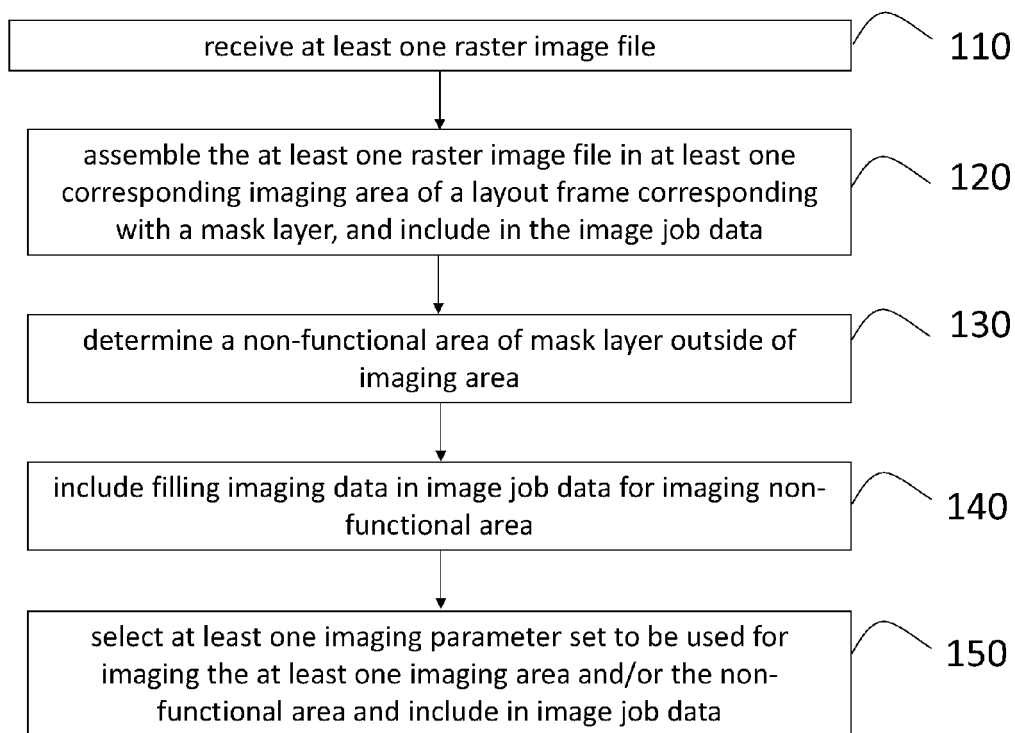 receive at least one raster image file
110
assemble the at least one raster image file in at least one
corresponding imaging area of a layout frame corresponding
with a mask layer, and include in the image job data
120
determine a non-functional area of mask layer outside of
imaging area
130
include filling imaging data in image job data for imaging non-
functional area
140
select at least one imaging parameter set to be used for
imaging the at least one imaging area and/or the non-
functional area and include in image job data
150